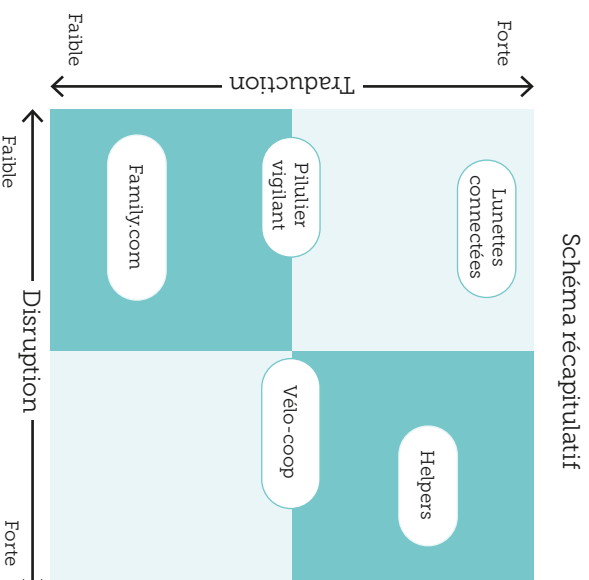 Schéma récapitulatif
Forte
Traduction
Faible
Lunettes
connectées
Pilulier
vigilant
Family.com
Helpers
Vélo-coop
Faible
Disruption
Forte